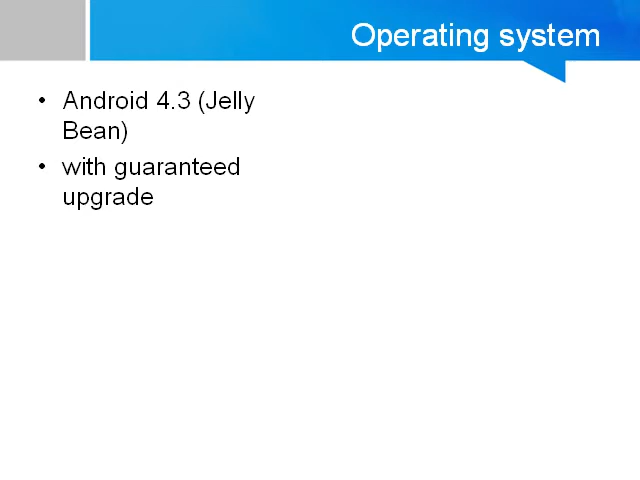 Operating system
• Android 4.3 (Jelly
Bean)
• with guaranteed
upgrade